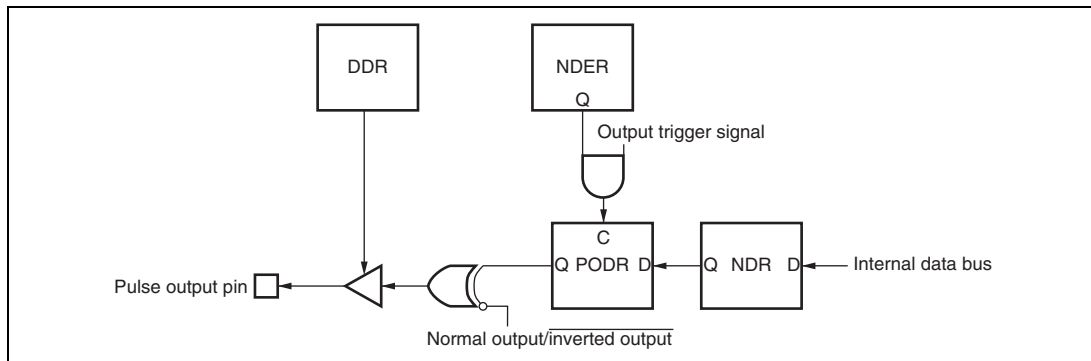 DDR
NDER
Q
Output trigger signal
C
Q PODR D
Q NDR D
Internal data bus
Pulse output pin
Normal output/inverted output